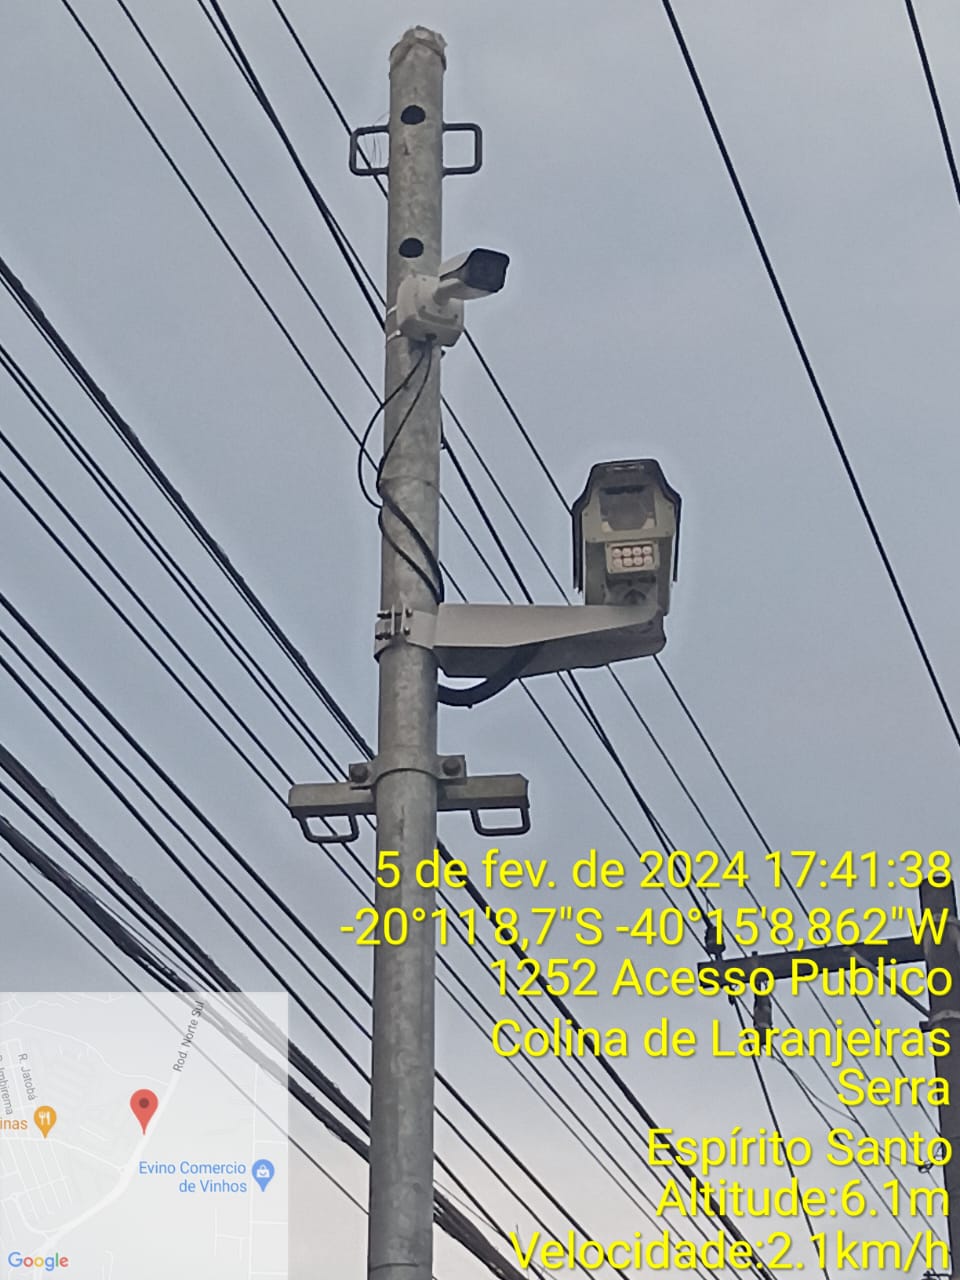 5 de fev. de 2024 17:41:38
-20°11'8,7"S -40°15'8,862"W
1252 Acesso Publico
Colina de Laranjeiras
Serra
Espírito Santo
Altitude:6.1m
Velocidade:2.1km/h
Rod. Norte Sul
R. Jatobá
inas
Evino Comercio
de Vinhos
Google